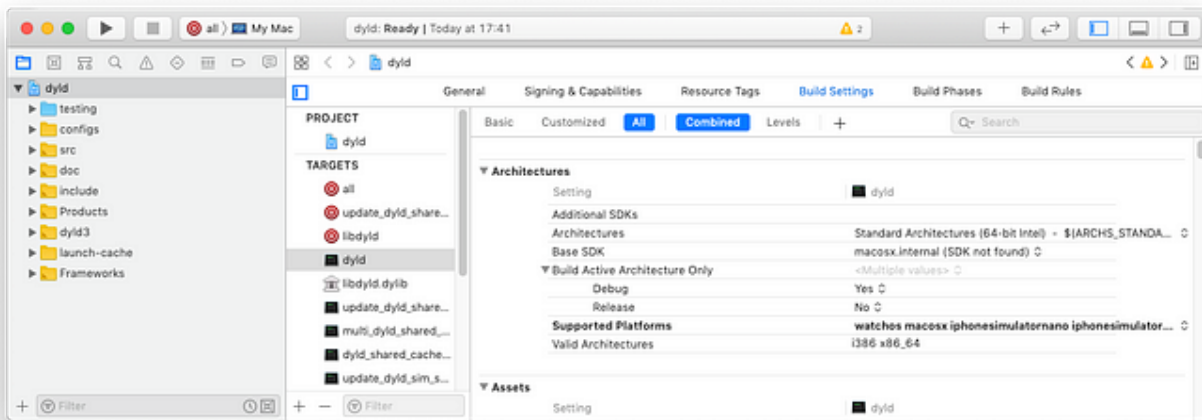 all 〉 My Mac
dyld: Ready | Today at 17:41
2
dyld
dyld
testing
configs
src
doc
include
Products
dyld3
launch-cache
Frameworks
Filter
General Signing & Capabilities Resource Tags Build Settings Build Phases Build Rules
PROJECT
dyld
TARGETS
all
update_dyld_share...
libdyld
dyld
libdyld.dylib
update_dyld_share...
multi_dyld_shared_...
dyld_shared_cache...
update_dyld_sim_s...
Filter
Basic Customized All Combined Levels + Search
Architectures
Setting dyld
Additional SDKs
Architectures Standard Architectures (64-bit Intel) - $(ARCHS_STANDA...
Base SDK macosx.internal (SDK not found)
Build Active Architecture Only <Multiple values>
Debug Yes
Release No
Supported Platforms watchos macosx iphonesimulatornano iphonesimulator...
Valid Architectures i386 x86_64
Assets
Setting dyld